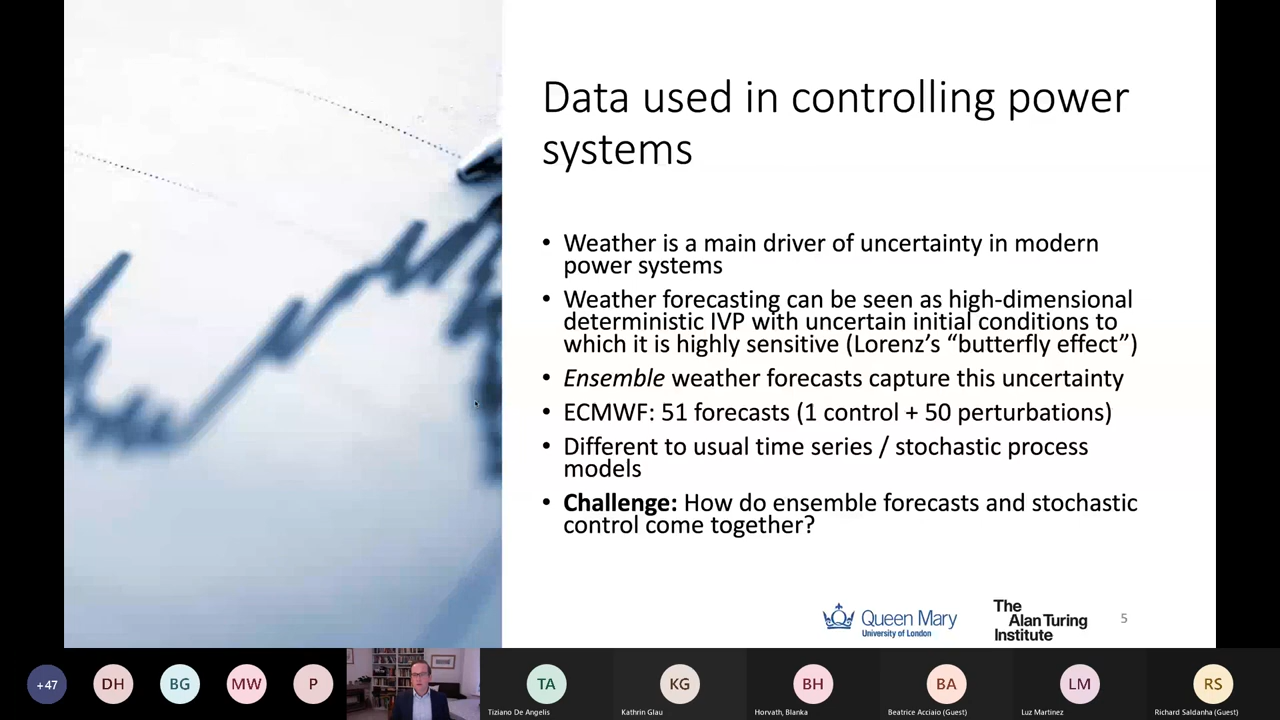 Data used in controlling power
systems
• Weather is a main driver of uncertainty in modern
power systems
• Weather forecasting can be seen as high-dimensional
deterministic IVP with uncertain initial conditions to
which it is highly sensitive (Lorenz’s “butterfly effect”)
• Ensemble weather forecasts capture this uncertainty
• ECMWF: 51 forecasts (1 control + 50 perturbations)
• Different to usual time series / stochastic process
models
• Challenge: How do ensemble forecasts and stochastic
control come together?
Queen Mary
University of London
The
Alan Turing
Institute
5
+47
DH
BG
MW
P
TA
KG
BH
BA
LM
RS
Tiziano De Angelis
Kathrin Glau
Horvath, Blanka
Beatrice Acciaio (Guest)
Luz Martinez
Richard Saldanha (Guest)